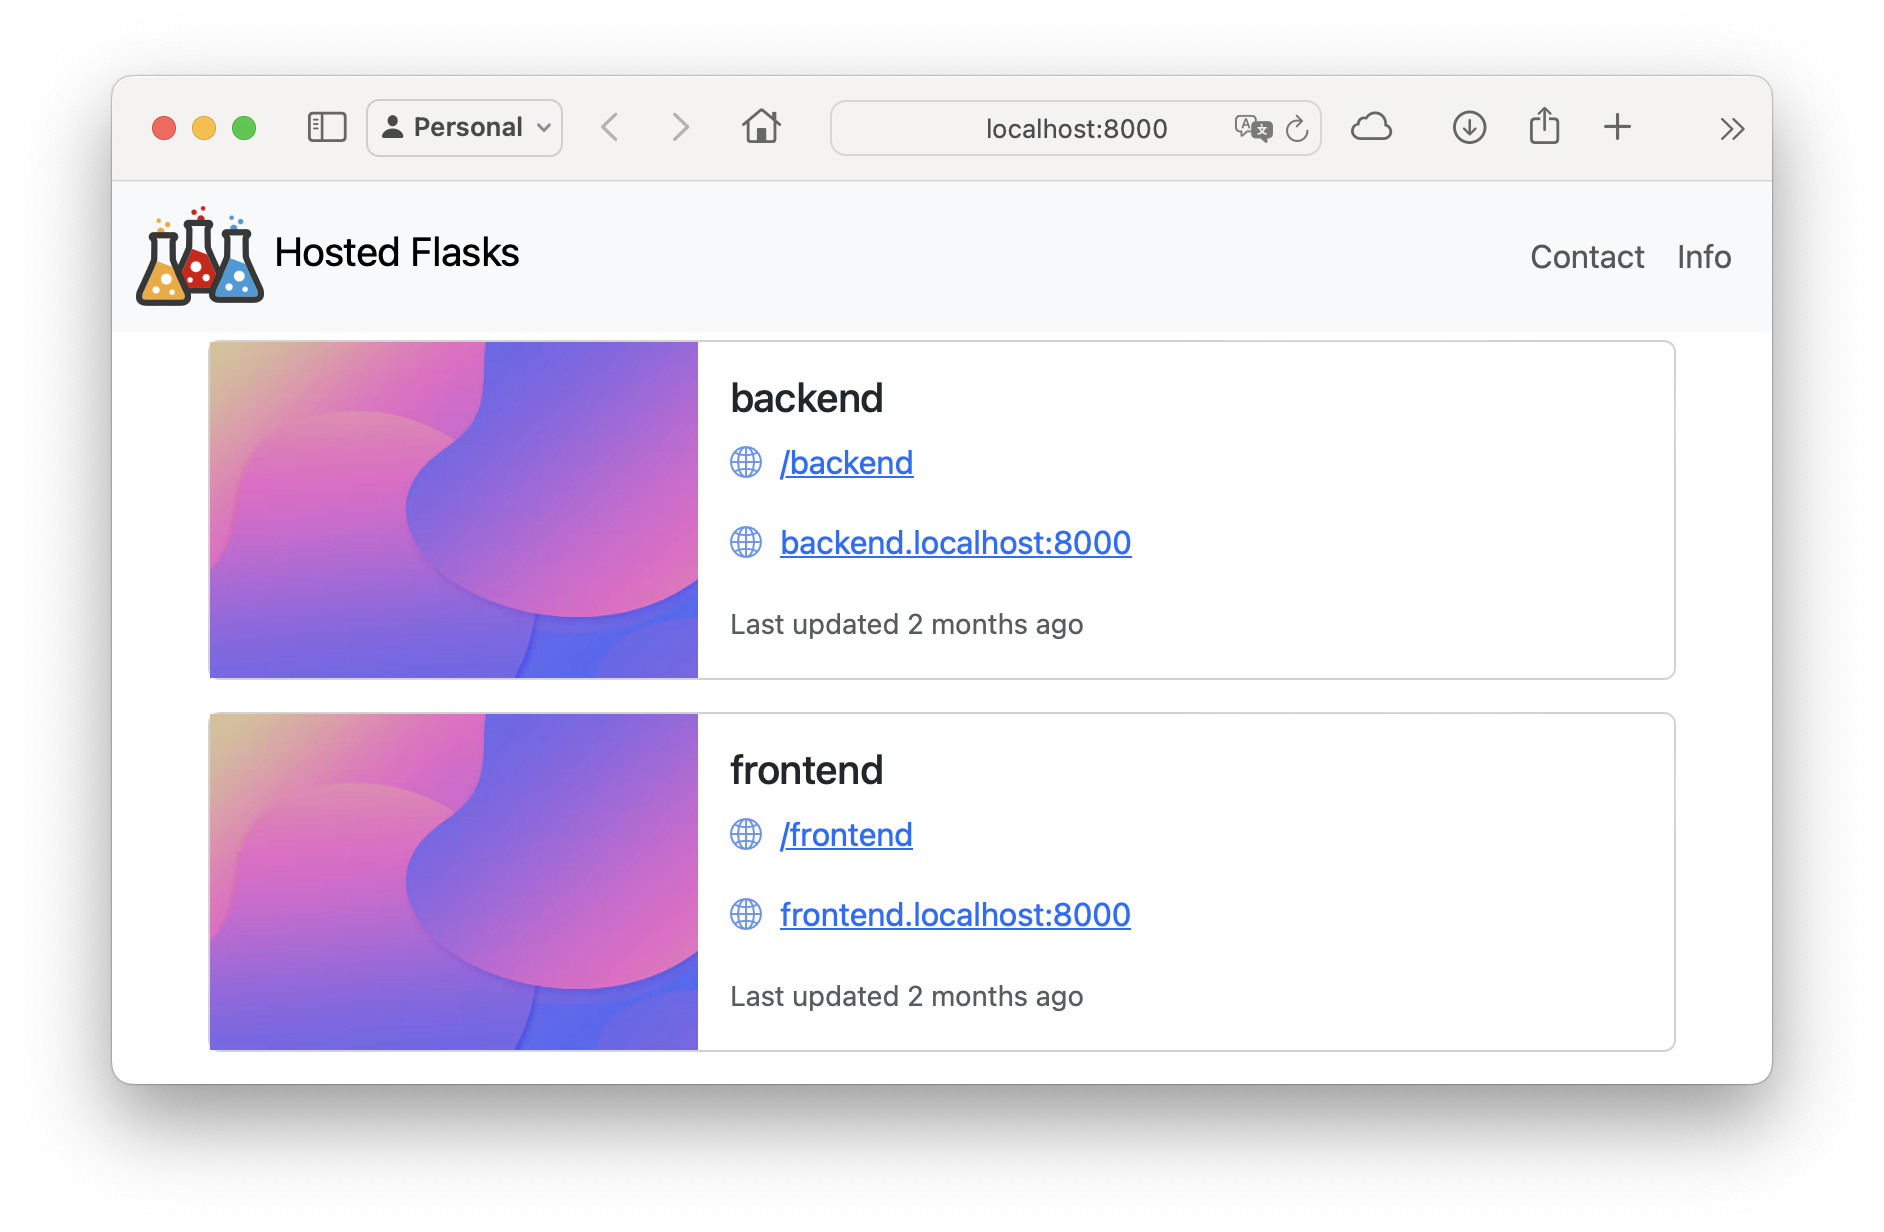 Personal
localhost:8000
Hosted Flasks
Contact Info
backend
/backend
backend.localhost:8000
Last updated 2 months ago
frontend
/frontend
frontend.localhost:8000
Last updated 2 months ago